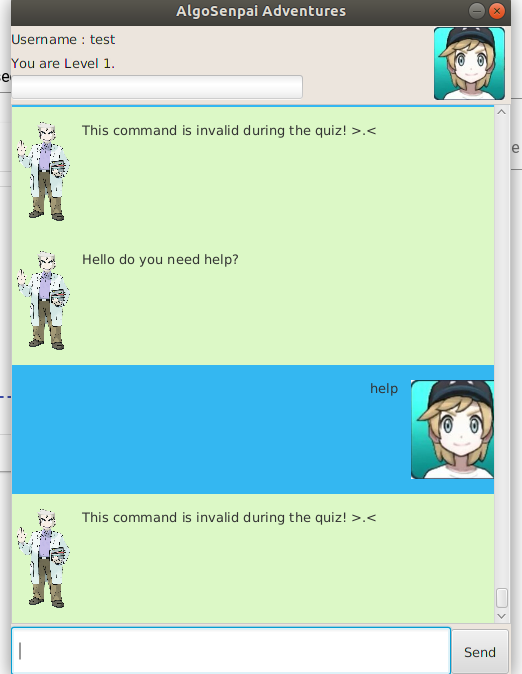 AlgoSenpai Adventures
Username : test
You are Level 1.
This command is invalid during the quiz! >.<
Hello do you need help?
help
This command is invalid during the quiz! >.<
Send